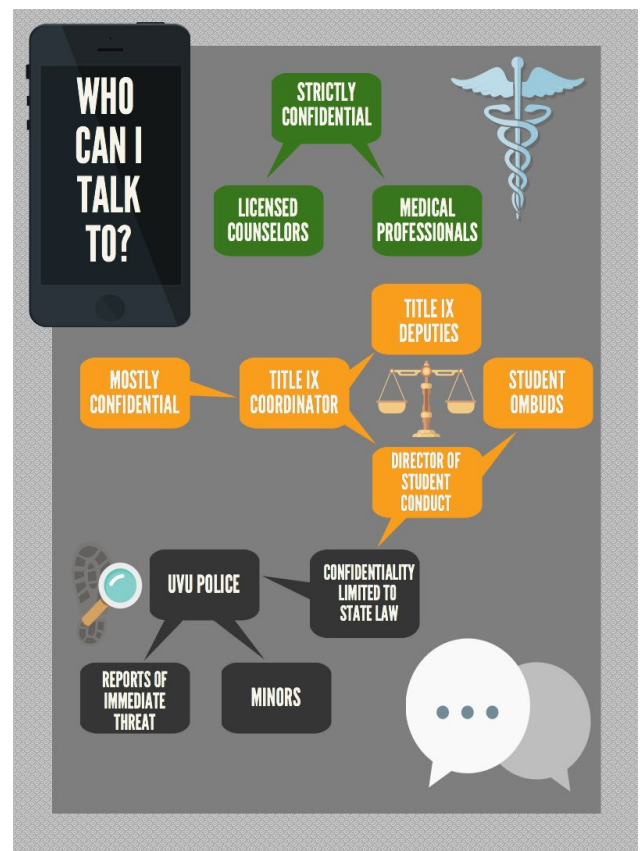 WHO
CAN I
TALK
TO?
STRICTLY
CONFIDENTIAL
LICENSED
COUNSELORS
MEDICAL
PROFESSIONALS
TITLE IX
DEPUTIES
MOSTLY
CONFIDENTIAL
TITLE IX
COORDINATOR
STUDENT
OMBUDS
DIRECTOR OF
STUDENT
CONDUCT
UVU POLICE
CONFIDENTIALITY
LIMITED TO
STATE LAW
REPORTS OF
IMMEDIATE
THREAT
MINORS